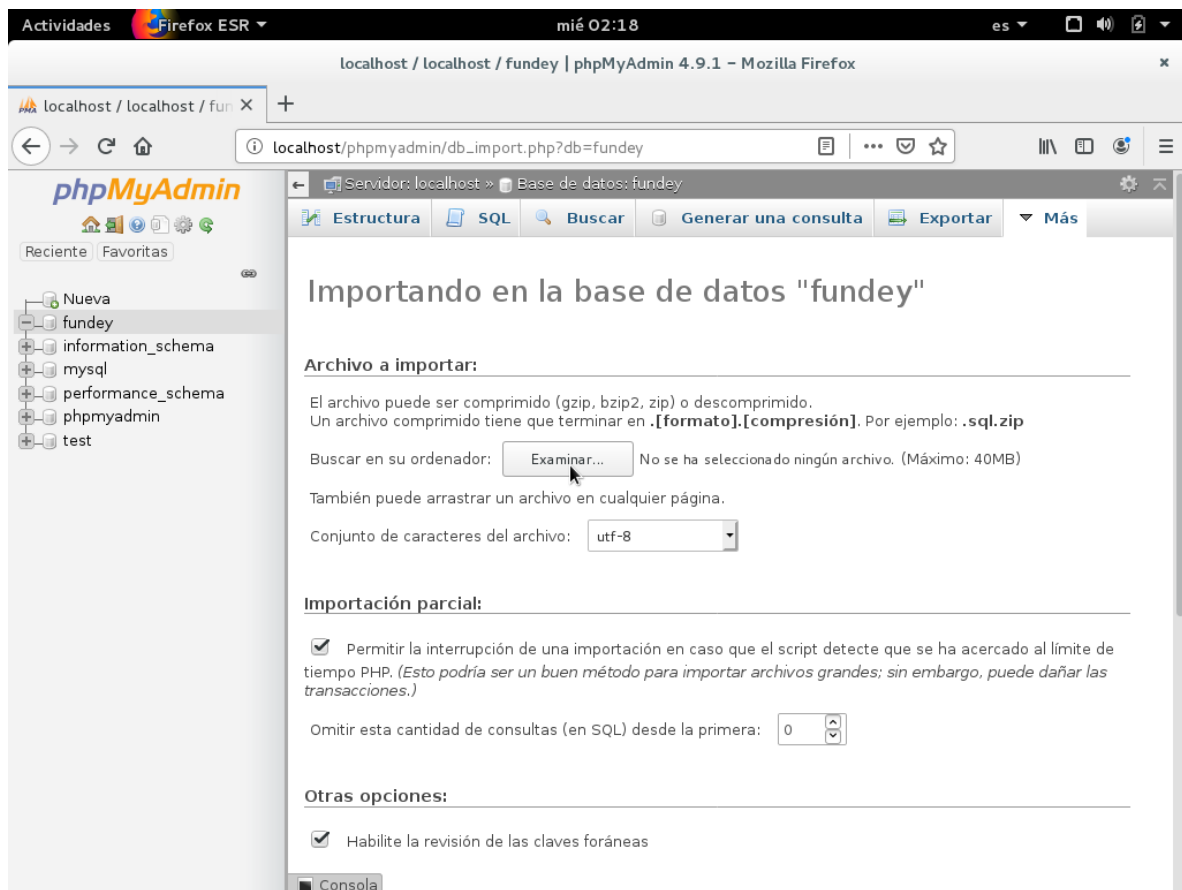 Actividades Firefox ESR mié 02:18 es
localhost / localhost / fundey | phpMyAdmin 4.9.1 – Mozilla Firefox
localhost / localhost / fun
localhost/phpmyadmin/db_import.php?db=fundey
phpMyAdmin
Reciente Favoritas
Nueva
fundey
information_schema
mysql
performance_schema
phpmyadmin
test
Servidor: localhost » Base de datos: fundey
Estructura SQL Buscar Generar una consulta Exportar Más
Importando en la base de datos "fundey"
Archivo a importar:
El archivo puede ser comprimido (gzip, bzip2, zip) o descomprimido.
Un archivo comprimido tiene que terminar en .[formato].[compresión]. Por ejemplo: .sql.zip
Buscar en su ordenador: Examinar... No se ha seleccionado ningún archivo. (Máximo: 40MB)
También puede arrastrar un archivo en cualquier página.
Conjunto de caracteres del archivo: utf-8
Importación parcial:
Permitir la interrupción de una importación en caso que el script detecte que se ha acercado al límite de
tiempo PHP. (Esto podría ser un buen método para importar archivos grandes; sin embargo, puede dañar las
transacciones.)
Omitir esta cantidad de consultas (en SQL) desde la primera: 0
Otras opciones:
Habilite la revisión de las claves foráneas
Consola